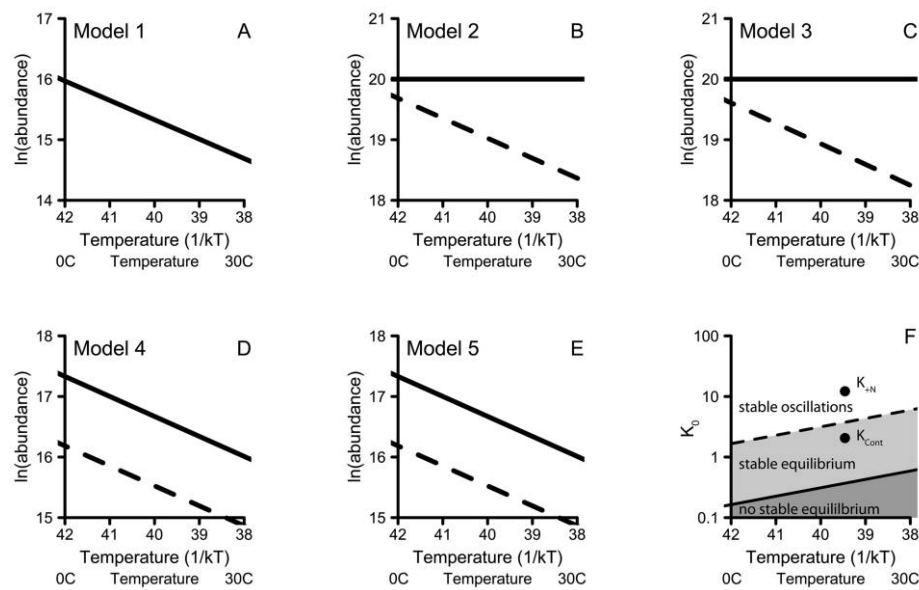 Model 1 A
17
16
15
14
ln(abundance)
42 41 40 39 38
Temperature (1/kT)
0C Temperature 30C
Model 2 B
21
20
19
18
ln(abundance)
42 41 40 39 38
Temperature (1/kT)
0C Temperature 30C
Model 3 C
21
20
19
18
ln(abundance)
42 41 40 39 38
Temperature (1/kT)
0C Temperature 30C
Model 4 D
18
17
16
15
ln(abundance)
42 41 40 39 38
Temperature (1/kT)
0C Temperature 30C
Model 5 E
18
17
16
15
ln(abundance)
42 41 40 39 38
Temperature (1/kT)
0C Temperature 30C
F
100
10
1
0.1
K0
K+N
stable oscillations
KCont
stable equilibrium
no stable equililbrium
42 41 40 39 38
Temperature (1/kT)
0C Temperature 30C